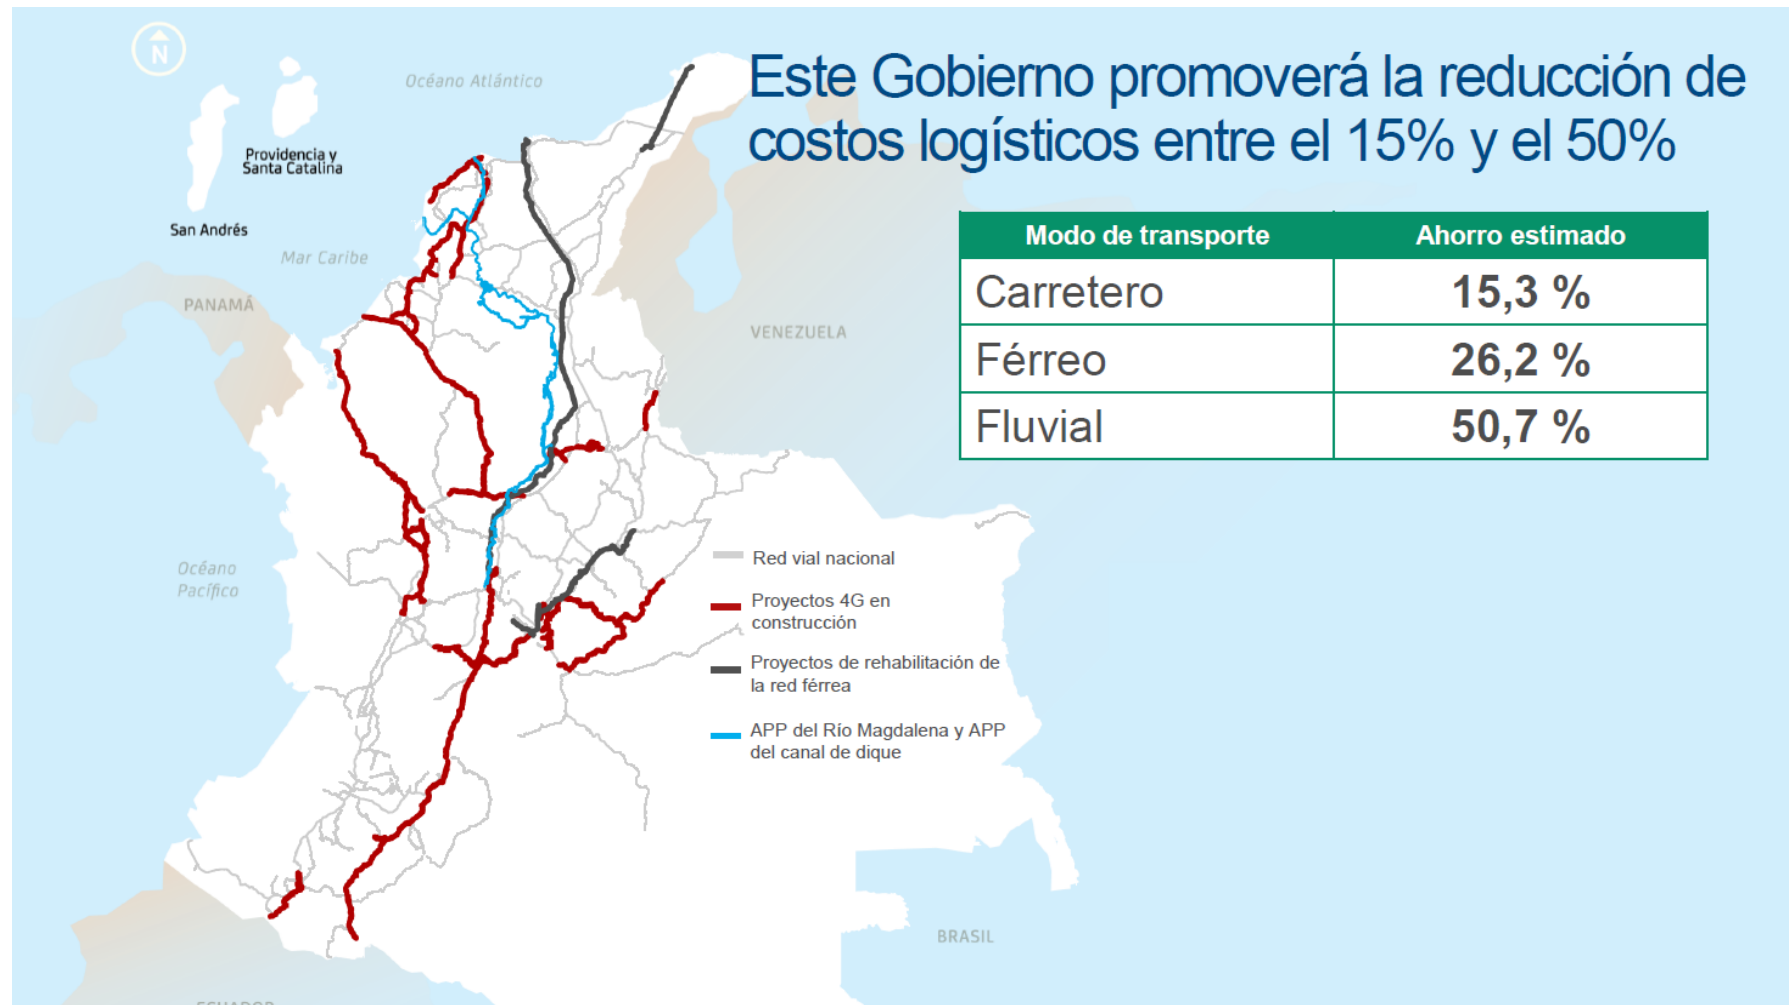 N
Océano Atlántico
Este Gobierno promoverá la reducción de
costos logísticos entre el 15% y el 50%
Providencia y
Santa Catalina
San Andrés
Mar Caribe
PANAMÁ
VENEZUELA
Modo de transporte Ahorro estimado
Carretero 15,3 %
Férreo 26,2 %
Fluvial 50,7 %
Océano
Pacífico
Red vial nacional
Proyectos 4G en
construcción
Proyectos de rehabilitación de
la red férrea
APP del Río Magdalena y APP
del canal de dique
BRASIL
ECUADOR